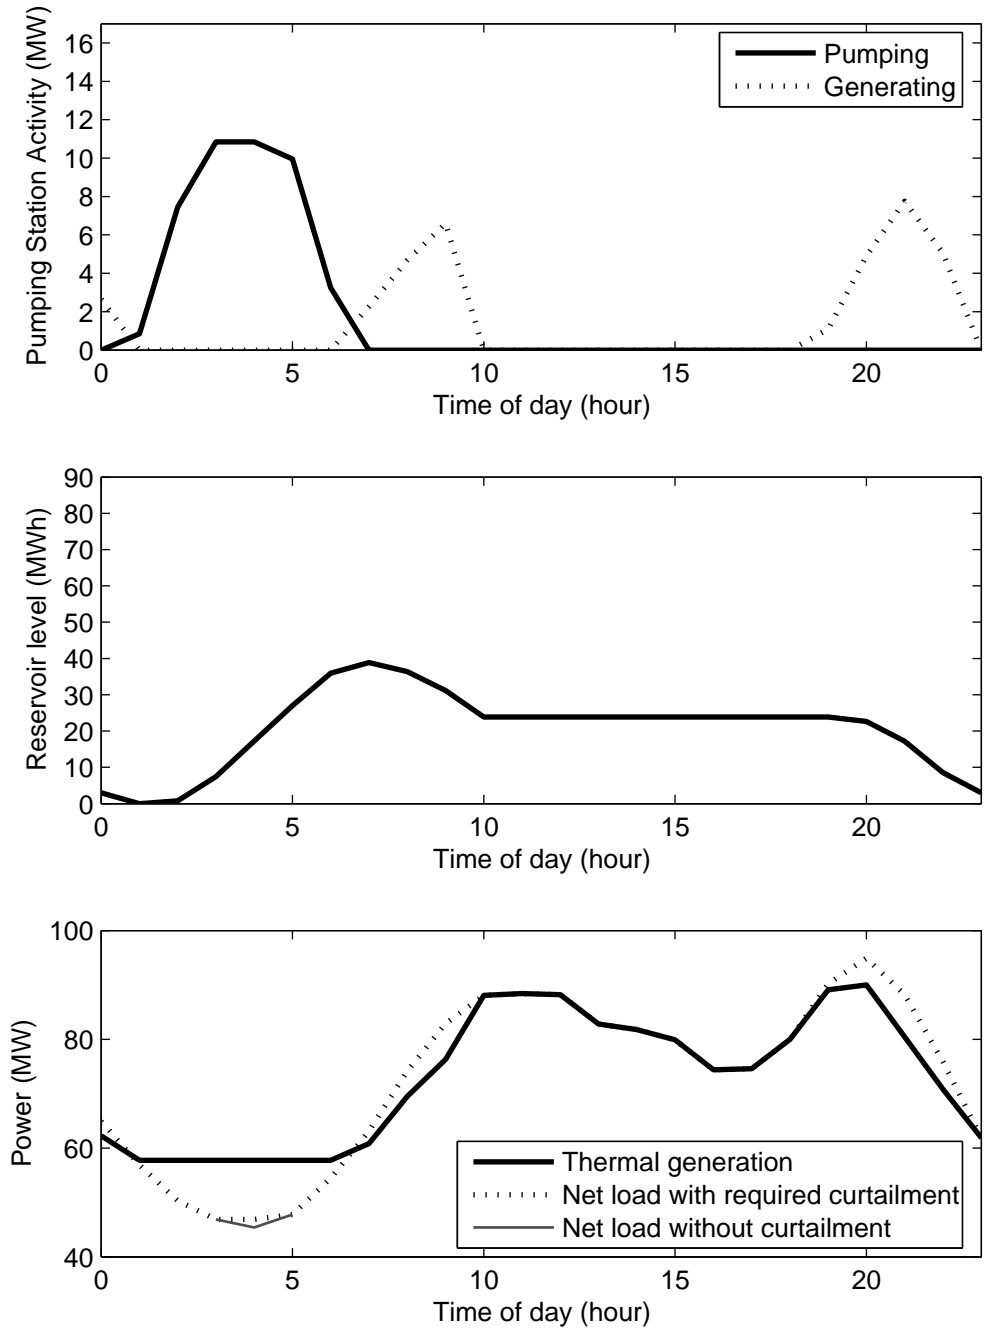 Pumping Station Activity (MW)
16
14
12
10
8
6
4
2
0
Pumping
Generating
0 5 10 15 20
Time of day (hour)
Reservoir level (MWh)
90
80
70
60
50
40
30
20
10
0
0 5 10 15 20
Time of day (hour)
Power (MW)
100
80
60
40
Thermal generation
Net load with required curtailment
Net load without curtailment
0 5 10 15 20
Time of day (hour)